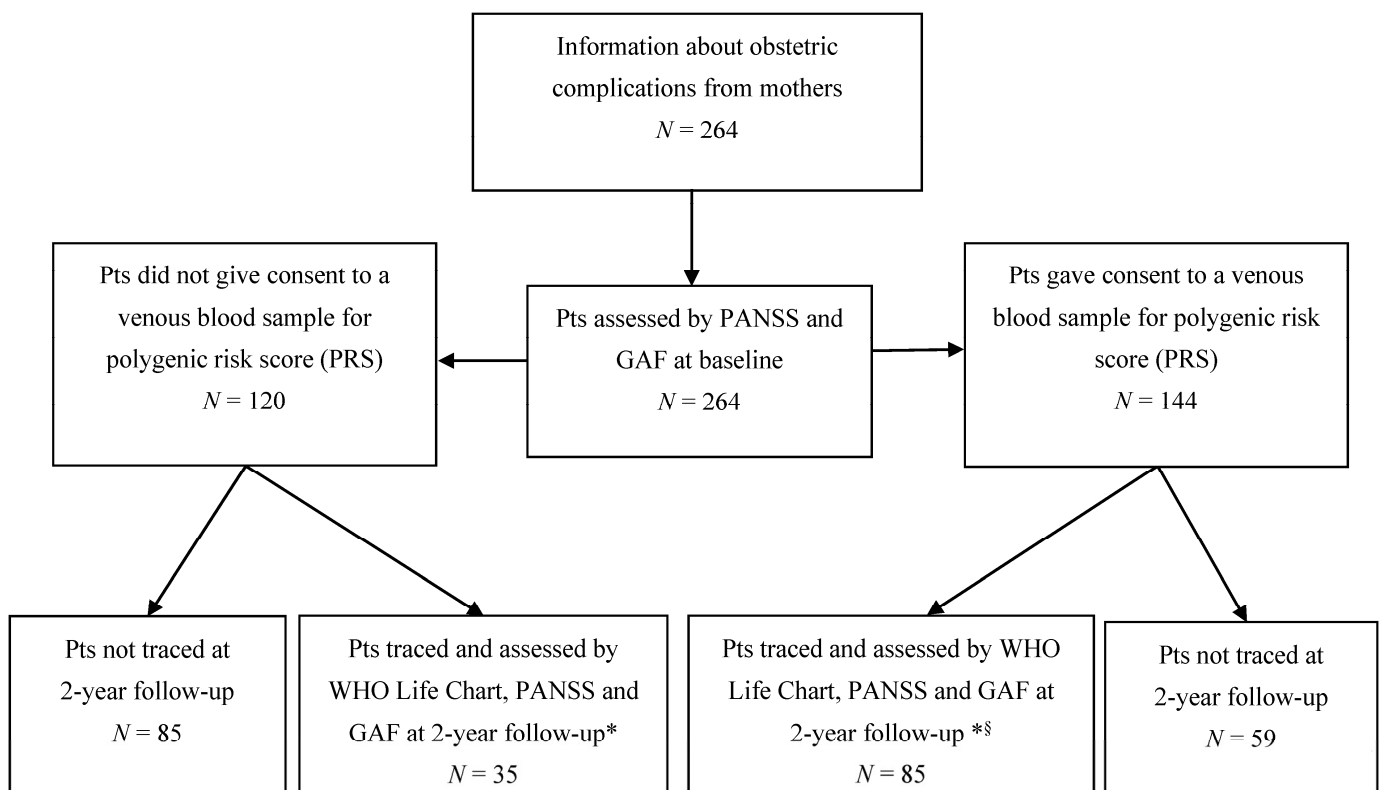 Information about obstetric
complications from mothers
N = 264
Pts did not give consent to a
venous blood sample for
polygenic risk score (PRS)
N = 120
Pts assessed by PANSS and
GAF at baseline
N = 264
Pts gave consent to a venous
blood sample for polygenic risk
score (PRS)
N = 144
Pts not traced at
2-year follow-up
N = 85
Pts traced and assessed by
WHO Life Chart, PANSS and
GAF at 2-year follow-up*
N = 35
Pts traced and assessed by WHO
Life Chart, PANSS and GAF at
2-year follow-up *§
N = 85
Pts not traced at
2-year follow-up
N = 59